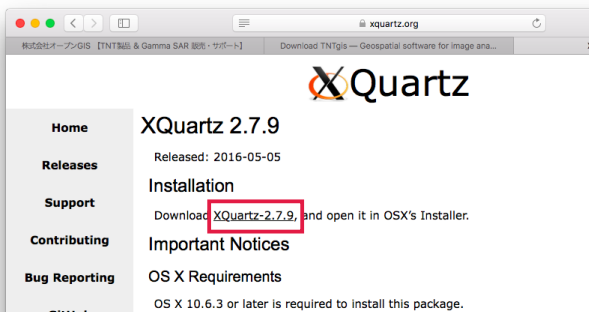 xquartz.org
株式会社オープンGIS 【TNT製品 & Gamma SAR 販売・サポート】
Download TNTgis — Geospatial software for image ana...
XQuartz
Home
Releases
Support
Contributing
Bug Reporting
XQuartz 2.7.9
Released: 2016-05-05
Installation
Download XQuartz-2.7.9, and open it in OSX's Installer.
Important Notices
OS X Requirements
OS X 10.6.3 or later is required to install this package.